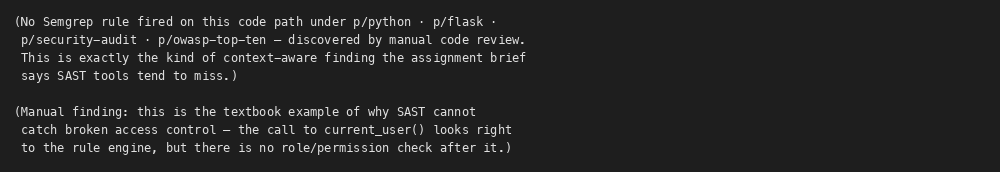 (No Semgrep rule fired on this code path under p/python · p/flask ·
p/security-audit · p/owasp-top-ten — discovered by manual code review.
This is exactly the kind of context-aware finding the assignment brief
says SAST tools tend to miss.)
(Manual finding: this is the textbook example of why SAST cannot
catch broken access control — the call to current_user() looks right
to the rule engine, but there is no role/permission check after it.)